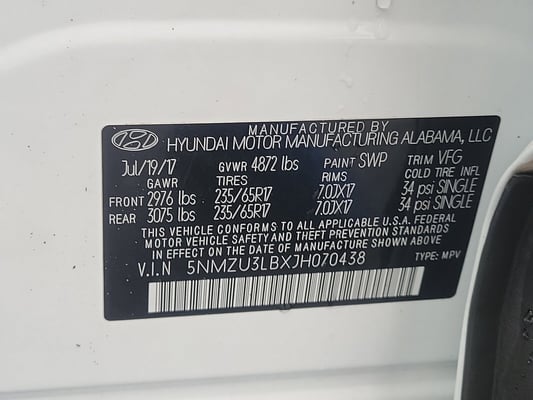 MANUFACTURED BY
HYUNDAI MOTOR MANUFACTURING ALABAMA, LLC
Jul/19/17 GVWR 4872 lbs PAINT SWP TRIM VFG
GAWR TIRES RIMS COLD TIRE INFL
FRONT 2976 lbs 235/65R17 7.0JX17 34 psi SINGLE
REAR 3075 lbs 235/65R17 7.0JX17 34 psi SINGLE
THIS VEHICLE CONFORMS TO ALL APPLICABLE U.S.A. FEDERAL
MOTOR VEHICLE SAFETY AND THEFT PREVENTION STANDARDS
IN EFFECT ON THE DATE OF MANUFACTURE SHOWN ABOVE.
V.I.N 5NMZU3LBXJH070438 TYPE: MPV